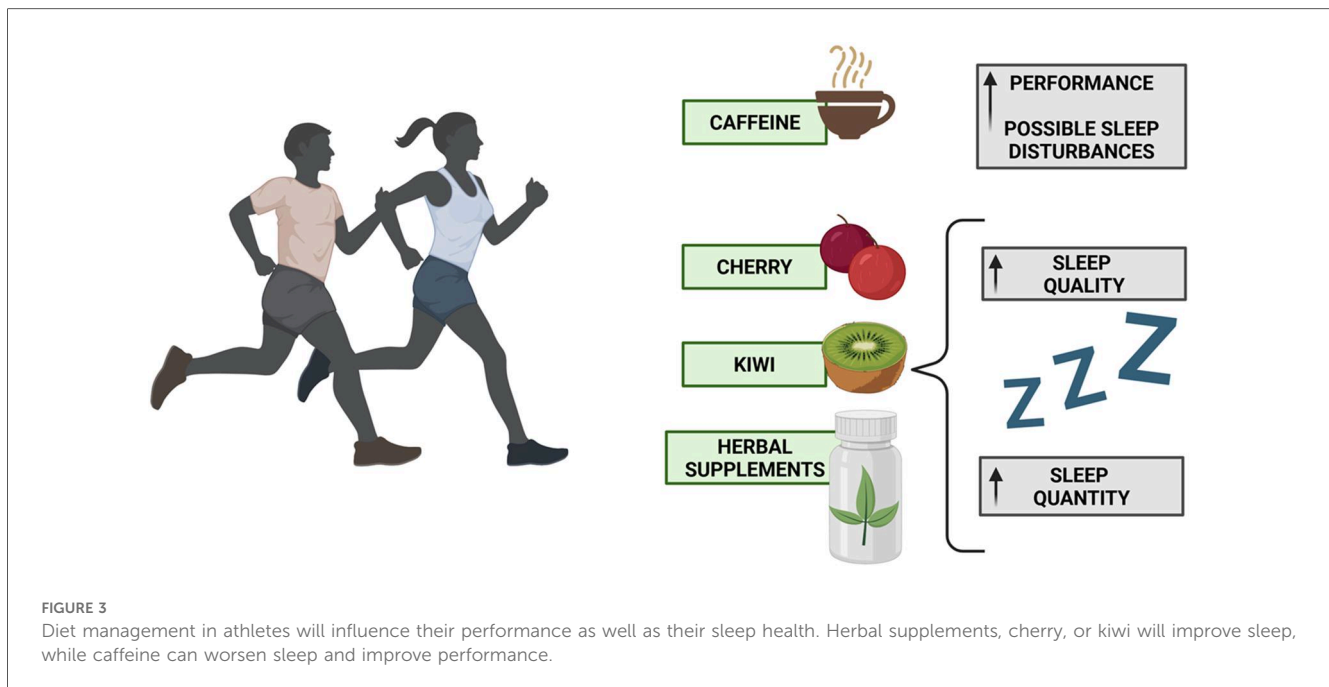 CAFFEINE
PERFORMANCE
POSSIBLE SLEEP
DISTURBANCES
CHERRY
SLEEP
QUALITY
KIWI
Z Z Z
HERBAL
SUPPLEMENTS
SLEEP
QUANTITY
FIGURE 3
Diet management in athletes will influence their performance as well as their sleep health. Herbal supplements, cherry, or kiwi will improve sleep,
while caffeine can worsen sleep and improve performance.